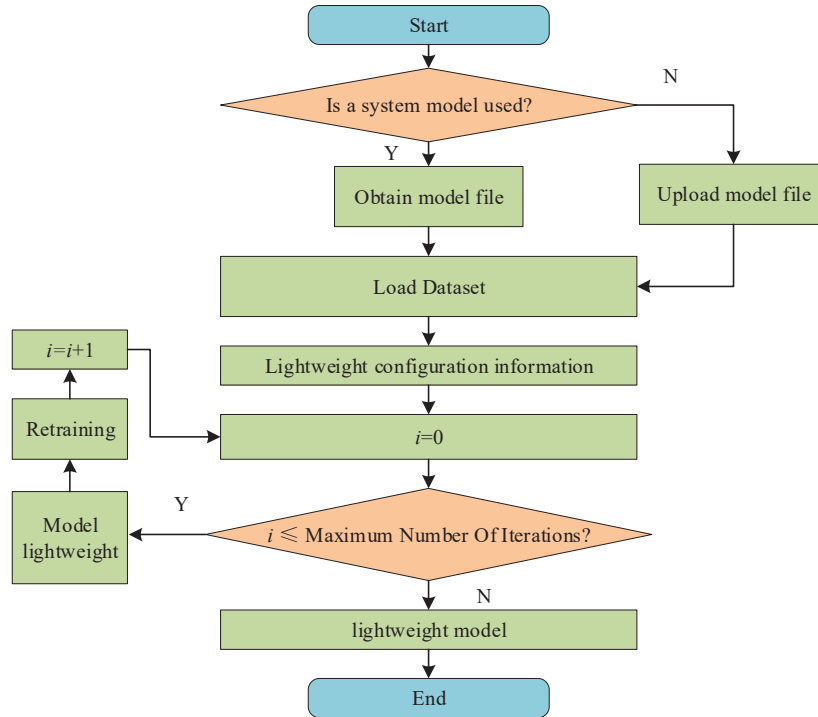 Start
Is a system model used?
N
Y
Obtain model file
Upload model file
Load Dataset
i=i+1
Lightweight configuration information
Retraining
i=0
Model
lightweight
Y
i ⩽ Maximum Number Of Iterctions?
N
lightweight model
End